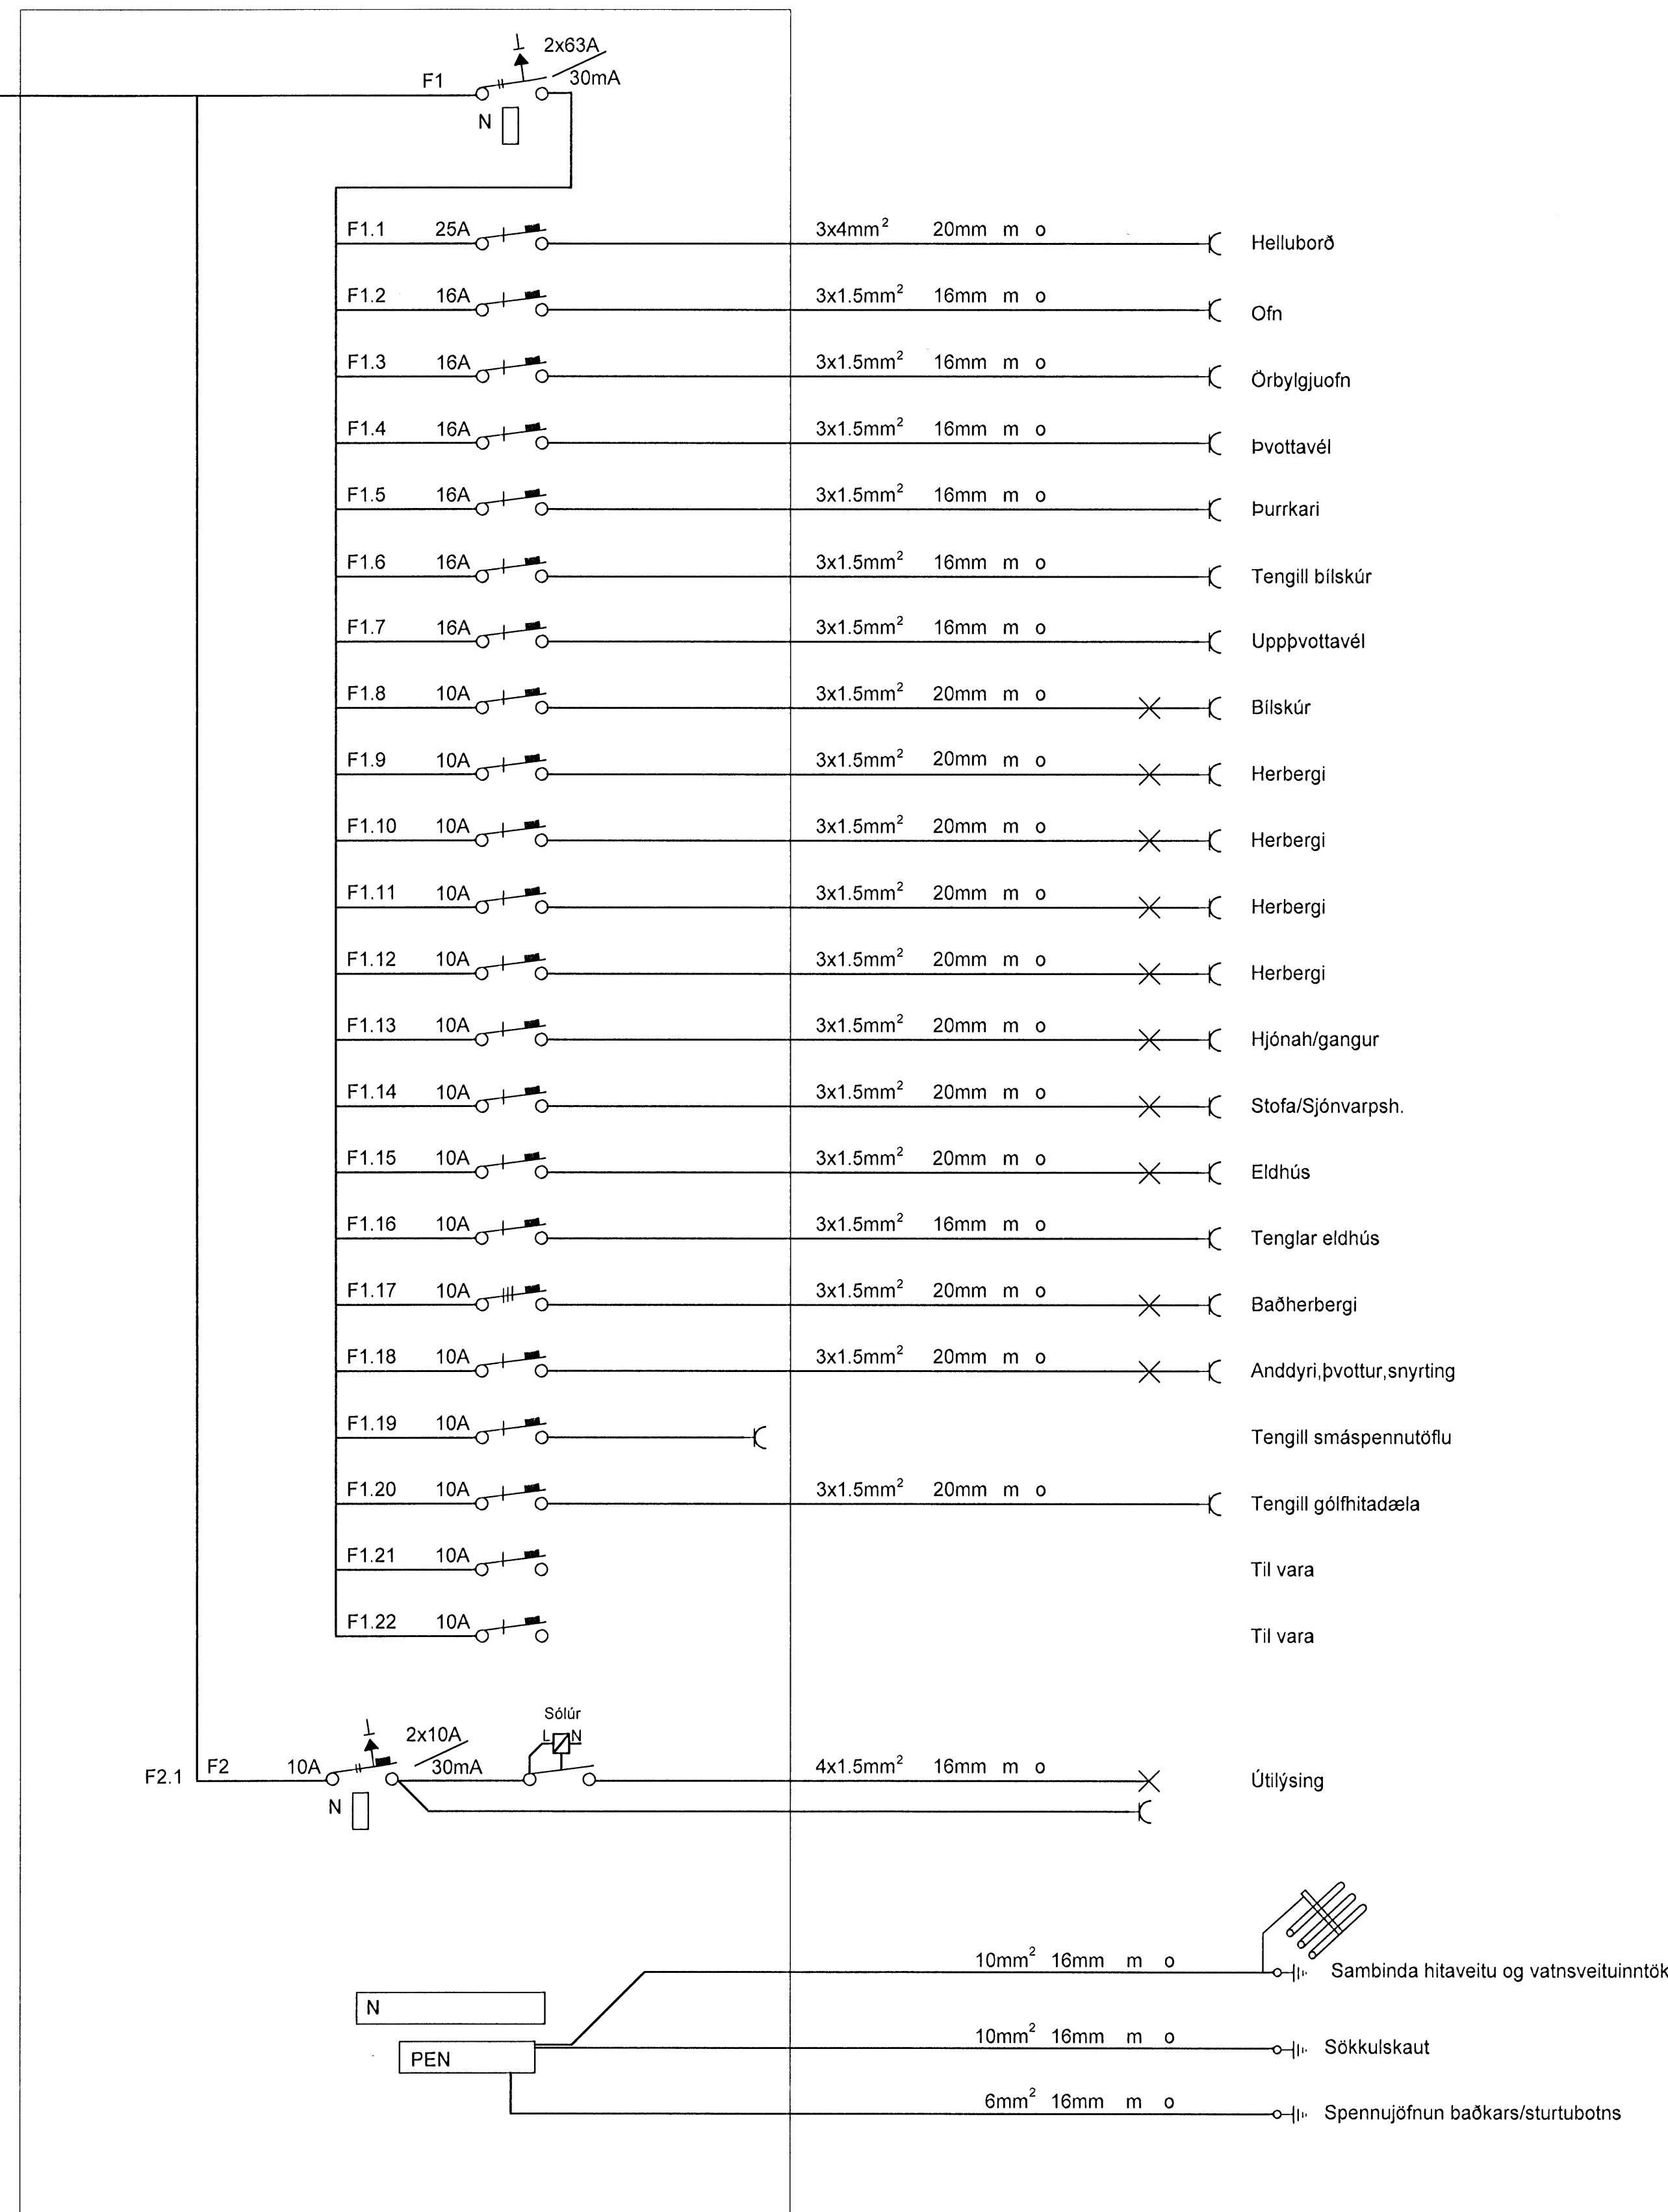 2x63A
F1 30mA
N
F1.1 25A 3x4mm² 20mm m o Helluborð
F1.2 16A 3x1.5mm² 16mm m o Ofn
F1.3 16A 3x1.5mm² 16mm m o Örbylgjuofn
F1.4 16A 3x1.5mm² 16mm m o Þvottavél
F1.5 16A 3x1.5mm² 16mm m o Þurrkari
F1.6 16A 3x1.5mm² 16mm m o Tengill bílskúr
F1.7 16A 3x1.5mm² 16mm m o Uppþvottavél
F1.8 10A 3x1.5mm² 20mm m o Bílskúr
F1.9 10A 3x1.5mm² 20mm m o Herbergi
F1.10 10A 3x1.5mm² 20mm m o Herbergi
F1.11 10A 3x1.5mm² 20mm m o Herbergi
F1.12 10A 3x1.5mm² 20mm m o Herbergi
F1.13 10A 3x1.5mm² 20mm m o Hjónah/gangur
F1.14 10A 3x1.5mm² 20mm m o Stofa/Sjónvarpsh.
F1.15 10A 3x1.5mm² 20mm m o Eldhús
F1.16 10A 3x1.5mm² 16mm m o Tenglar eldhús
F1.17 10A 3x1.5mm² 20mm m o Baðherbergi
F1.18 10A 3x1.5mm² 20mm m o Anddyri,þvottur,snyrting
F1.19 10A Tengill smáspennutöflu
F1.20 10A 3x1.5mm² 20mm m o Tengill gólfhitadæla
F1.21 10A Til vara
F1.22 10A Til vara
Sólúr
2x10A L N
F2.1 F2 10A 30mA 4x1.5mm² 16mm m o Útilýsing
N
10mm² 16mm m o Sambinda hitaveitu og vatnsveituinntök
N
10mm² 16mm m o Sökkulskaut
PEN
6mm² 16mm m o Spennujöfnun baðkars/sturtubotns